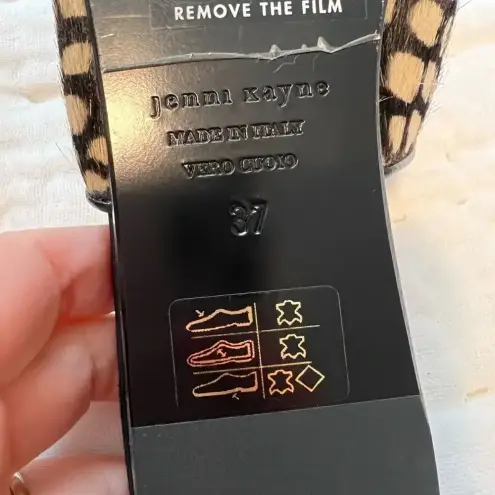 REMOVE THE FILM
jenni kayne
MADE IN ITALY
VERO CUOIO
37